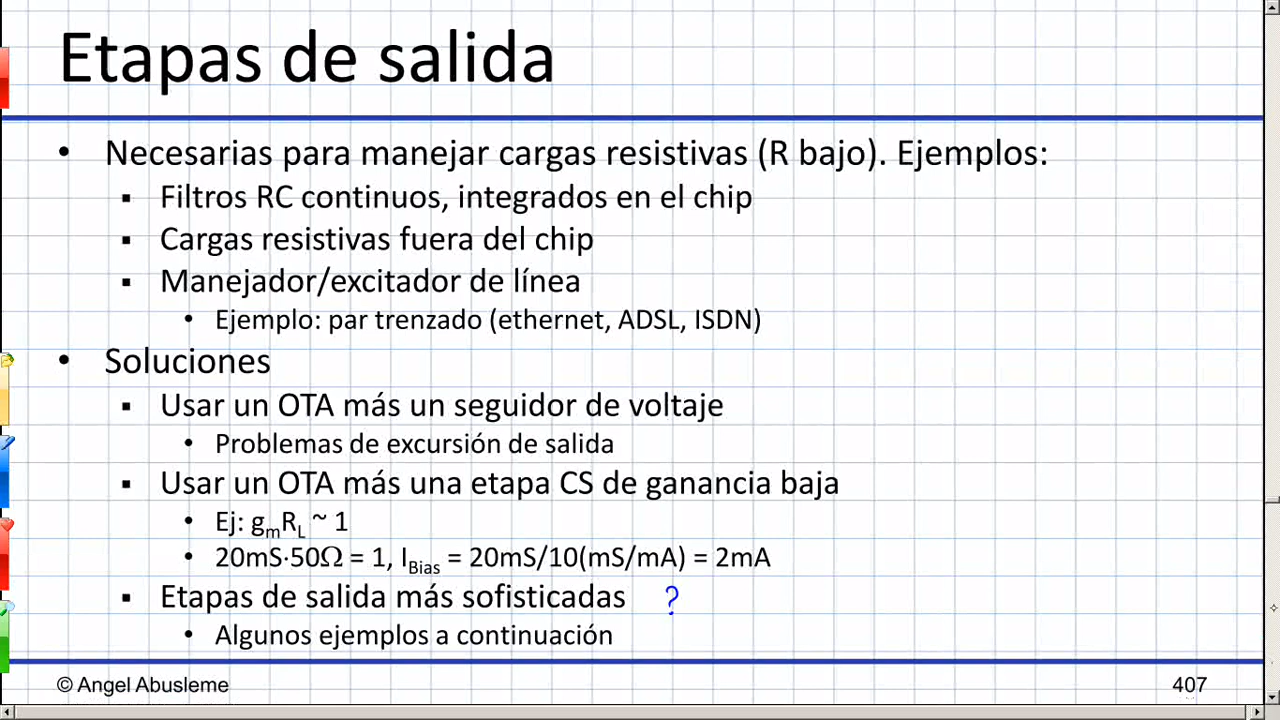 Etapas de salida
• Necesarias para manejar cargas resistivas (R bajo). Ejemplos:
▪ Filtros RC continuos, integrados en el chip
▪ Cargas resistivas fuera del chip
▪ Manejador/excitador de línea
• Ejemplo: par trenzado (ethernet, ADSL, ISDN)
• Soluciones
▪ Usar un OTA más un seguidor de voltaje
• Problemas de excursión de salida
▪ Usar un OTA más una etapa CS de ganancia baja
• Ej: gmRL ~ 1
• 20mS·50Ω = 1, IBias = 20mS/10(mS/mA) = 2mA
▪ Etapas de salida más sofisticadas ?
• Algunos ejemplos a continuación
© Angel Abusleme 407